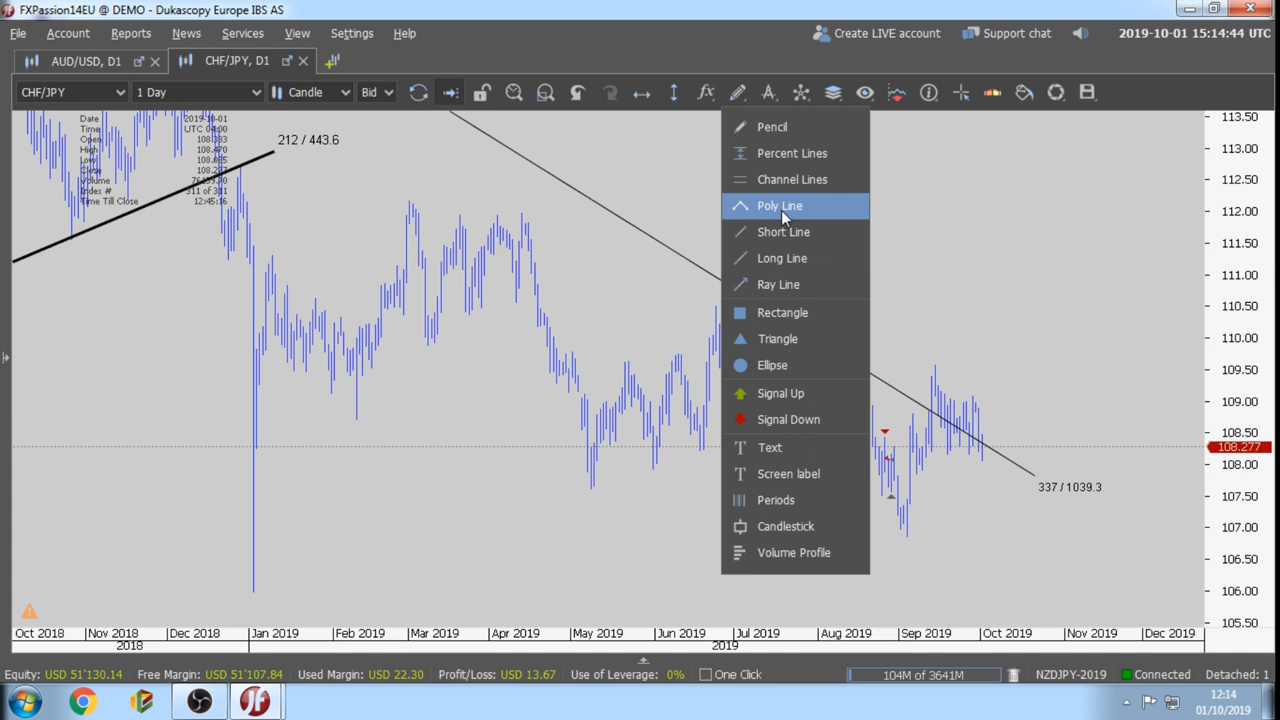 FXPassion14EU @ DEMO - Dukascopy Europe IBS AS
File Account Reports News Services View Settings Help
Create LIVE account Support chat 2019-10-01 15:14:44 UTC
AUD/USD, D1 CHF/JPY, D1
CHF/JPY 1 Day Candle Bid
Date 2019-10-01
Time UTC 04:00
Open
High 108.470
Low
Close
Volume
Index # 311 of 311
Time Till Close 12:45:16
212 / 443.6
Pencil
Percent Lines
Channel Lines
Poly Line
Short Line
Long Line
Ray Line
Rectangle
Triangle
Ellipse
Signal Up
Signal Down
Text
Screen label
Periods
Candlestick
Volume Profile
337 / 1039.3
113.50
113.00
112.50
112.00
111.50
111.00
110.50
110.00
109.50
109.00
108.50
108.277
108.00
107.50
107.00
106.50
106.00
105.50
Oct 2018 Nov 2018 Dec 2018 Jan 2019 Feb 2019 Mar 2019 Apr 2019 May 2019 Jun 2019 Jul 2019 Aug 2019 Sep 2019 Oct 2019 Nov 2019 Dec 2019
2018 2019
Equity: USD 51'130.14 Free Margin: USD 51'107.84 Used Margin: USD 22.30 Profit/Loss: USD 13.67 Use of Leverage: 0% One Click 104M of 3641M NZDJPY-2019 Connected Detached: 1
12:14
01/10/2019